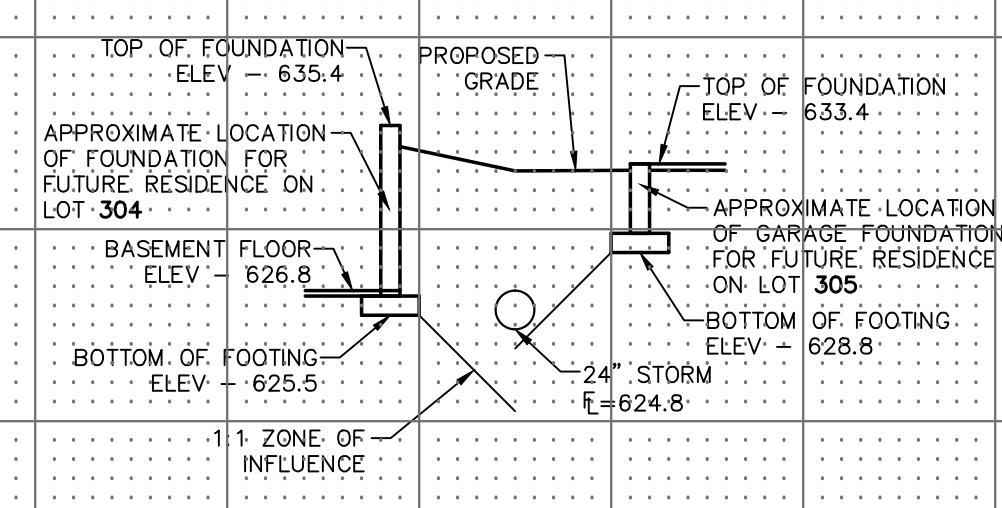 TOP OF FOUNDATION
ELEV - 635.4
PROPOSED
GRADE
TOP OF FOUNDATION
ELEV - 633.4
APPROXIMATE LOCATION
OF FOUNDATION FOR
FUTURE RESIDENCE ON
LOT 304
APPROXIMATE LOCATION
OF GARAGE FOUNDATION
FOR FUTURE RESIDENCE
ON LOT 305
BASEMENT FLOOR
ELEV - 626.8
BOTTOM OF FOOTING
ELEV - 628.8
BOTTOM OF FOOTING
ELEV - 625.5
24" STORM
FL=624.8
1:1 ZONE OF
INFLUENCE